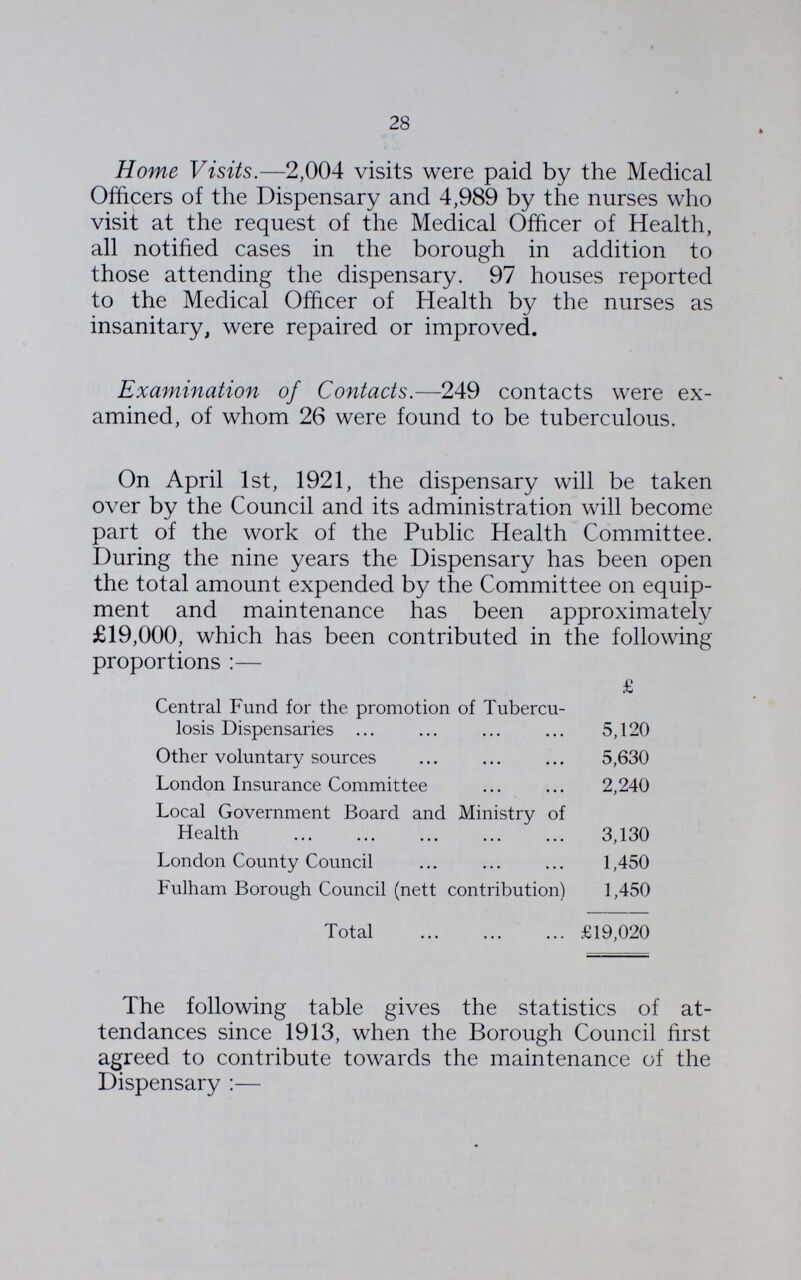 28
Home Visits.—2,004 visits were paid by the Medical
Officers of the Dispensary and 4,989 by the nurses who
visit at the request of the Medical Officer of Health,
all notified cases in the borough in addition to
those attending the dispensary. 97 houses reported
to the Medical Officer of Health by the nurses as
insanitary, were repaired or improved.
Examination of Contacts.—249 contacts were ex-
amined, of whom 26 were found to be tuberculous.
On April 1st, 1921, the dispensary will be taken
over by the Council and its administration will become
part of the work of the Public Health Committee.
During the nine years the Dispensary has been open
the total amount expended by the Committee on equip-
ment and maintenance has been approximately
£19,000, which has been contributed in the following
proportions :—
£
Central Fund for the promotion of Tubercu-
losis Dispensaries ... ... ... ... 5,120
Other voluntary sources ... ... ... 5,630
London Insurance Committee ... ... 2,240
Local Government Board and Ministry of
Health ... ... ... ... ... 3,130
London County Council ... ... ... 1,450
Fulham Borough Council (nett contribution) 1,450
Total ... ... ... £19,020
The following table gives the statistics of at-
tendances since 1913, when the Borough Council first
agreed to contribute towards the maintenance of the
Dispensary :—